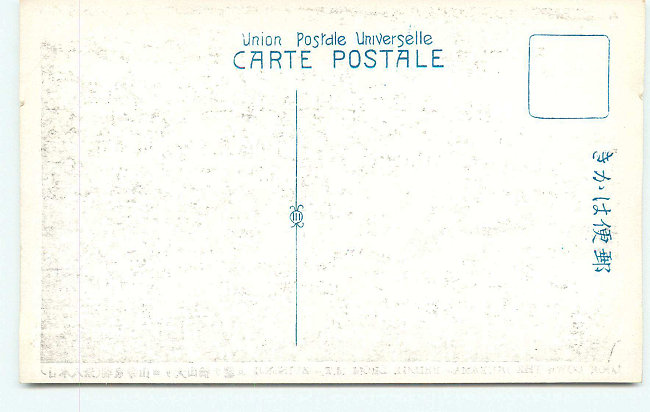 Union Postale Universelle
CARTE POSTALE
きかは便郵